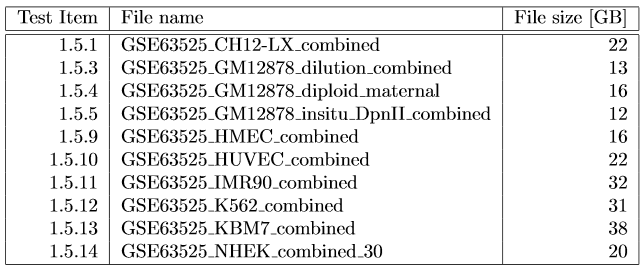 Test Item File name File size [GB]
1.5.1 GSE63525_CH12-LX_combined 22
1.5.3 GSE63525_GM12878_dilution_combined 13
1.5.4 GSE63525_GM12878_diploid_maternal 16
1.5.5 GSE63525_GM12878_insitu_DpnII_combined 12
1.5.9 GSE63525_HMEC_combined 16
1.5.10 GSE63525_HUVEC_combined 22
1.5.11 GSE63525_IMR90_combined 32
1.5.12 GSE63525_K562_combined 31
1.5.13 GSE63525_KBM7_combined 38
1.5.14 GSE63525_NHEK_combined_30 20